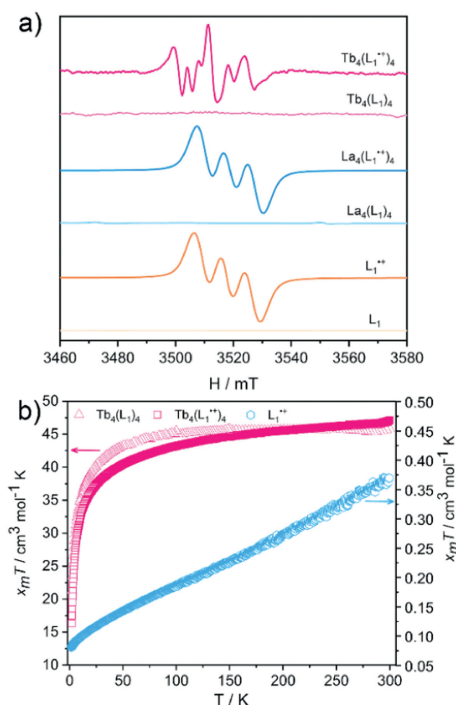 a)
Tb₄(L₁•⁺)₄
Tb₄(L₁)₄
La₄(L₁•⁺)₄
La₄(L₁)₄
L₁•⁺
L₁
3460 3480 3500 3520 3540 3560 3580
H / mT
b)
Tb₄(L₁)₄ Tb₄(L₁•⁺)₄ L₁•⁺
50 0.50
45 0.45
40 0.40
35 0.35
30 0.30
25 0.25
20 0.20
15 0.15
10 0.10
0.05
xₘT / cm³ mol⁻¹ K
xₘT / cm³ mol⁻¹ K
0 50 100 150 200 250 300
T / K